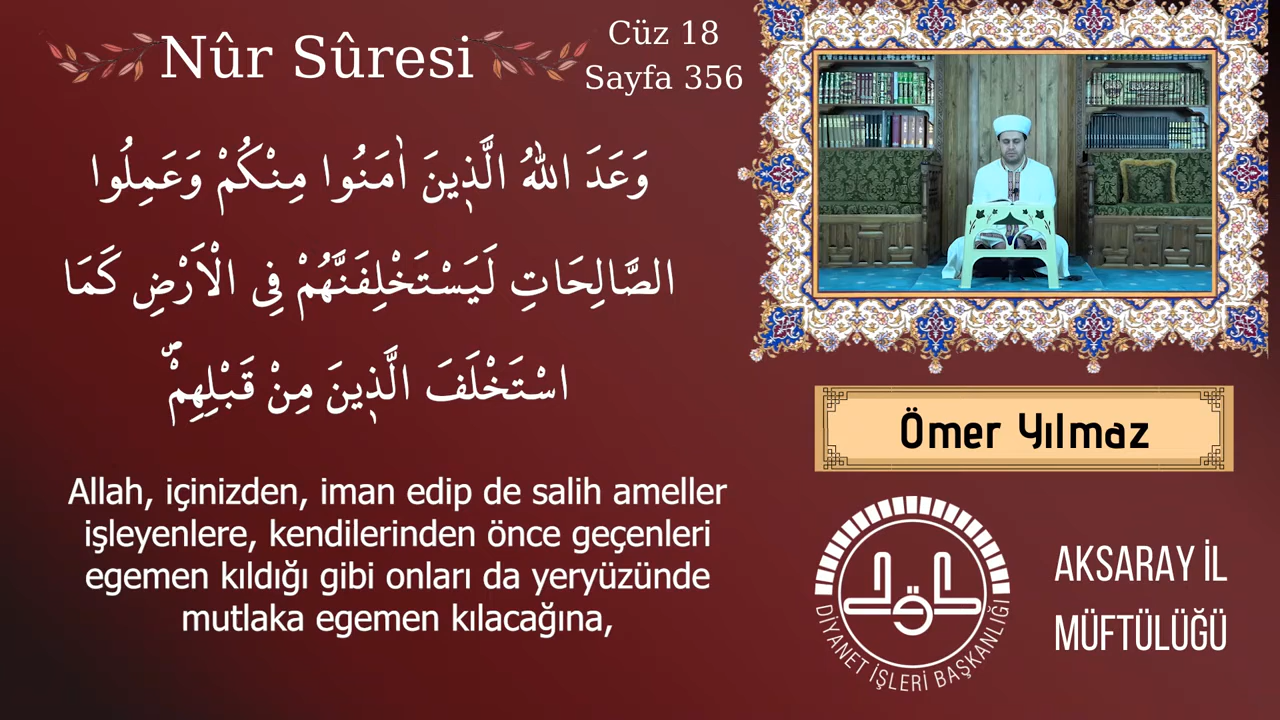 Nûr Sûresi
Cüz 18
Sayfa 356
وَعَدَ اللّٰهُ الَّذ۪ينَ اٰمَنُوا مِنْكُمْ وَعَمِلُوا
الصَّالِحَاتِ لَيَسْتَخْلِفَنَّهُمْ فِي الْاَرْضِ كَمَا
اسْتَخْلَفَ الَّذ۪ينَ مِنْ قَبْلِهِمْۖ
Allah, içinizden, iman edip de salih ameller
işleyenlere, kendilerinden önce geçenleri
egemen kıldığı gibi onları da yeryüzünde
mutlaka egemen kılacağına,
Ömer Yılmaz
DİYANET İŞLERİ BAŞKANLIĞI
AKSARAY İL
MÜFTÜLÜĞÜ